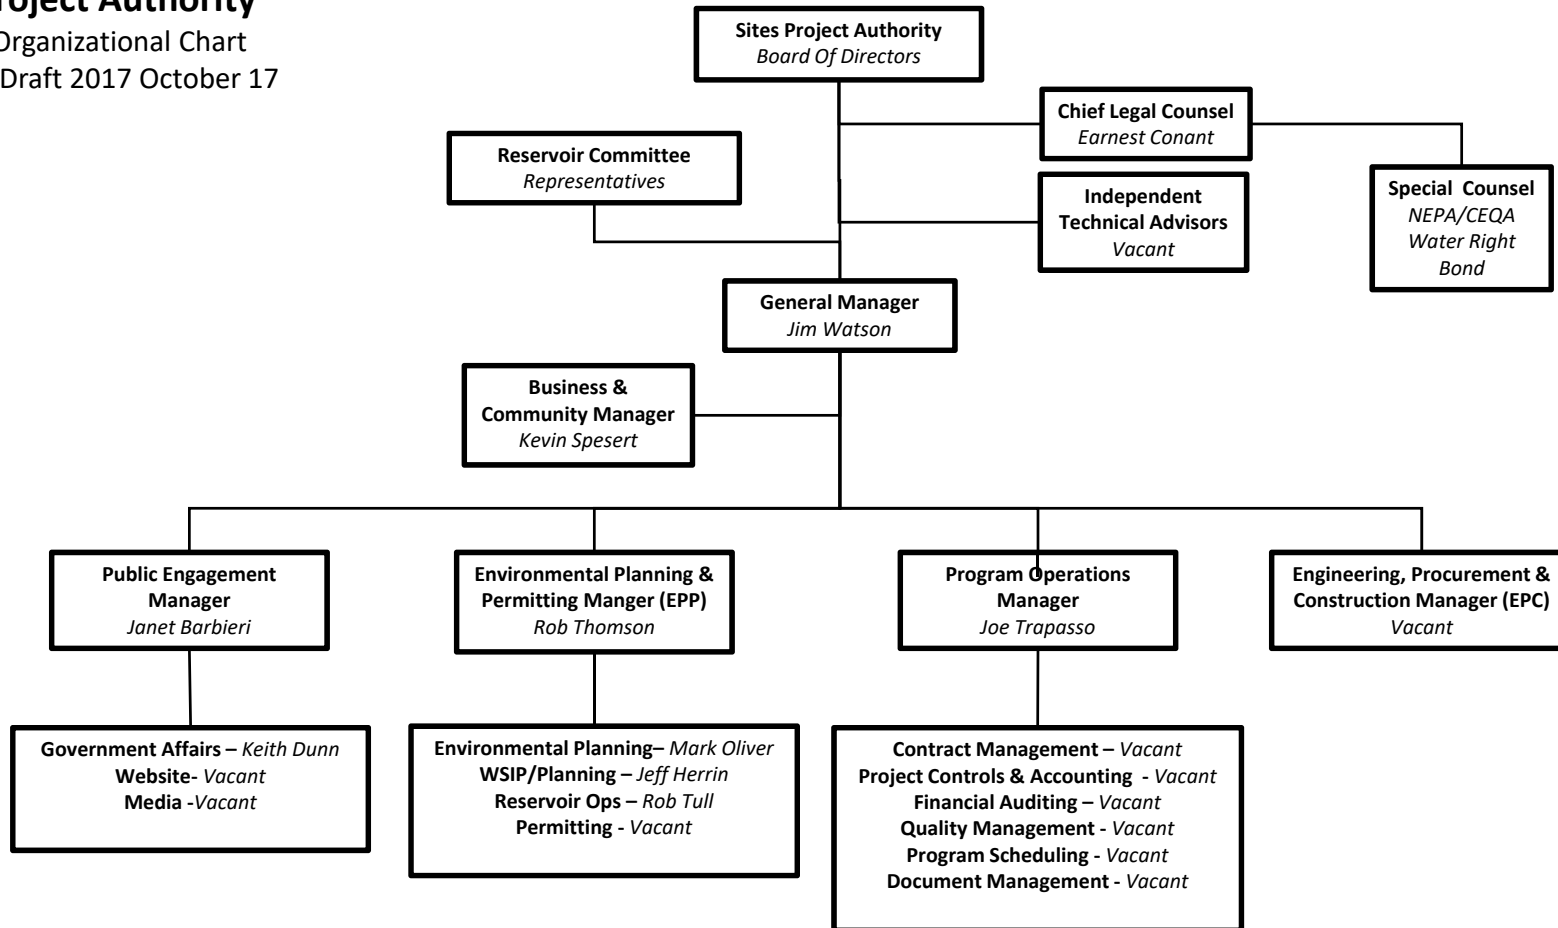 roject Authority
Organizational Chart
Draft 2017 October 17
Sites Project Authority
Board Of Directors
Chief Legal Counsel
Earnest Conant
Reservoir Committee
Representatives
Independent
Technical Advisors
Vacant
Special Counsel
NEPA/CEQA
Water Right
Bond
General Manager
Jim Watson
Business &
Community Manager
Kevin Spesert
Public Engagement
Manager
Janet Barbieri
Environmental Planning &
Permitting Manger (EPP)
Rob Thomson
Program Operations
Manager
Joe Trapasso
Engineering, Procurement &
Construction Manager (EPC)
Vacant
Government Affairs – Keith Dunn
Website- Vacant
Media -Vacant
Environmental Planning– Mark Oliver
WSIP/Planning – Jeff Herrin
Reservoir Ops – Rob Tull
Permitting - Vacant
Contract Management – Vacant
Project Controls & Accounting - Vacant
Financial Auditing – Vacant
Quality Management - Vacant
Program Scheduling - Vacant
Document Management - Vacant